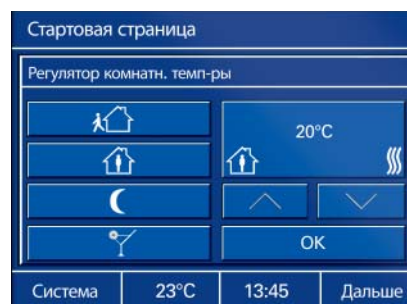 Стартовая страница
Регулятор комнатн. темп-ры
20°C
OK
Система 23°C 13:45 Дальше